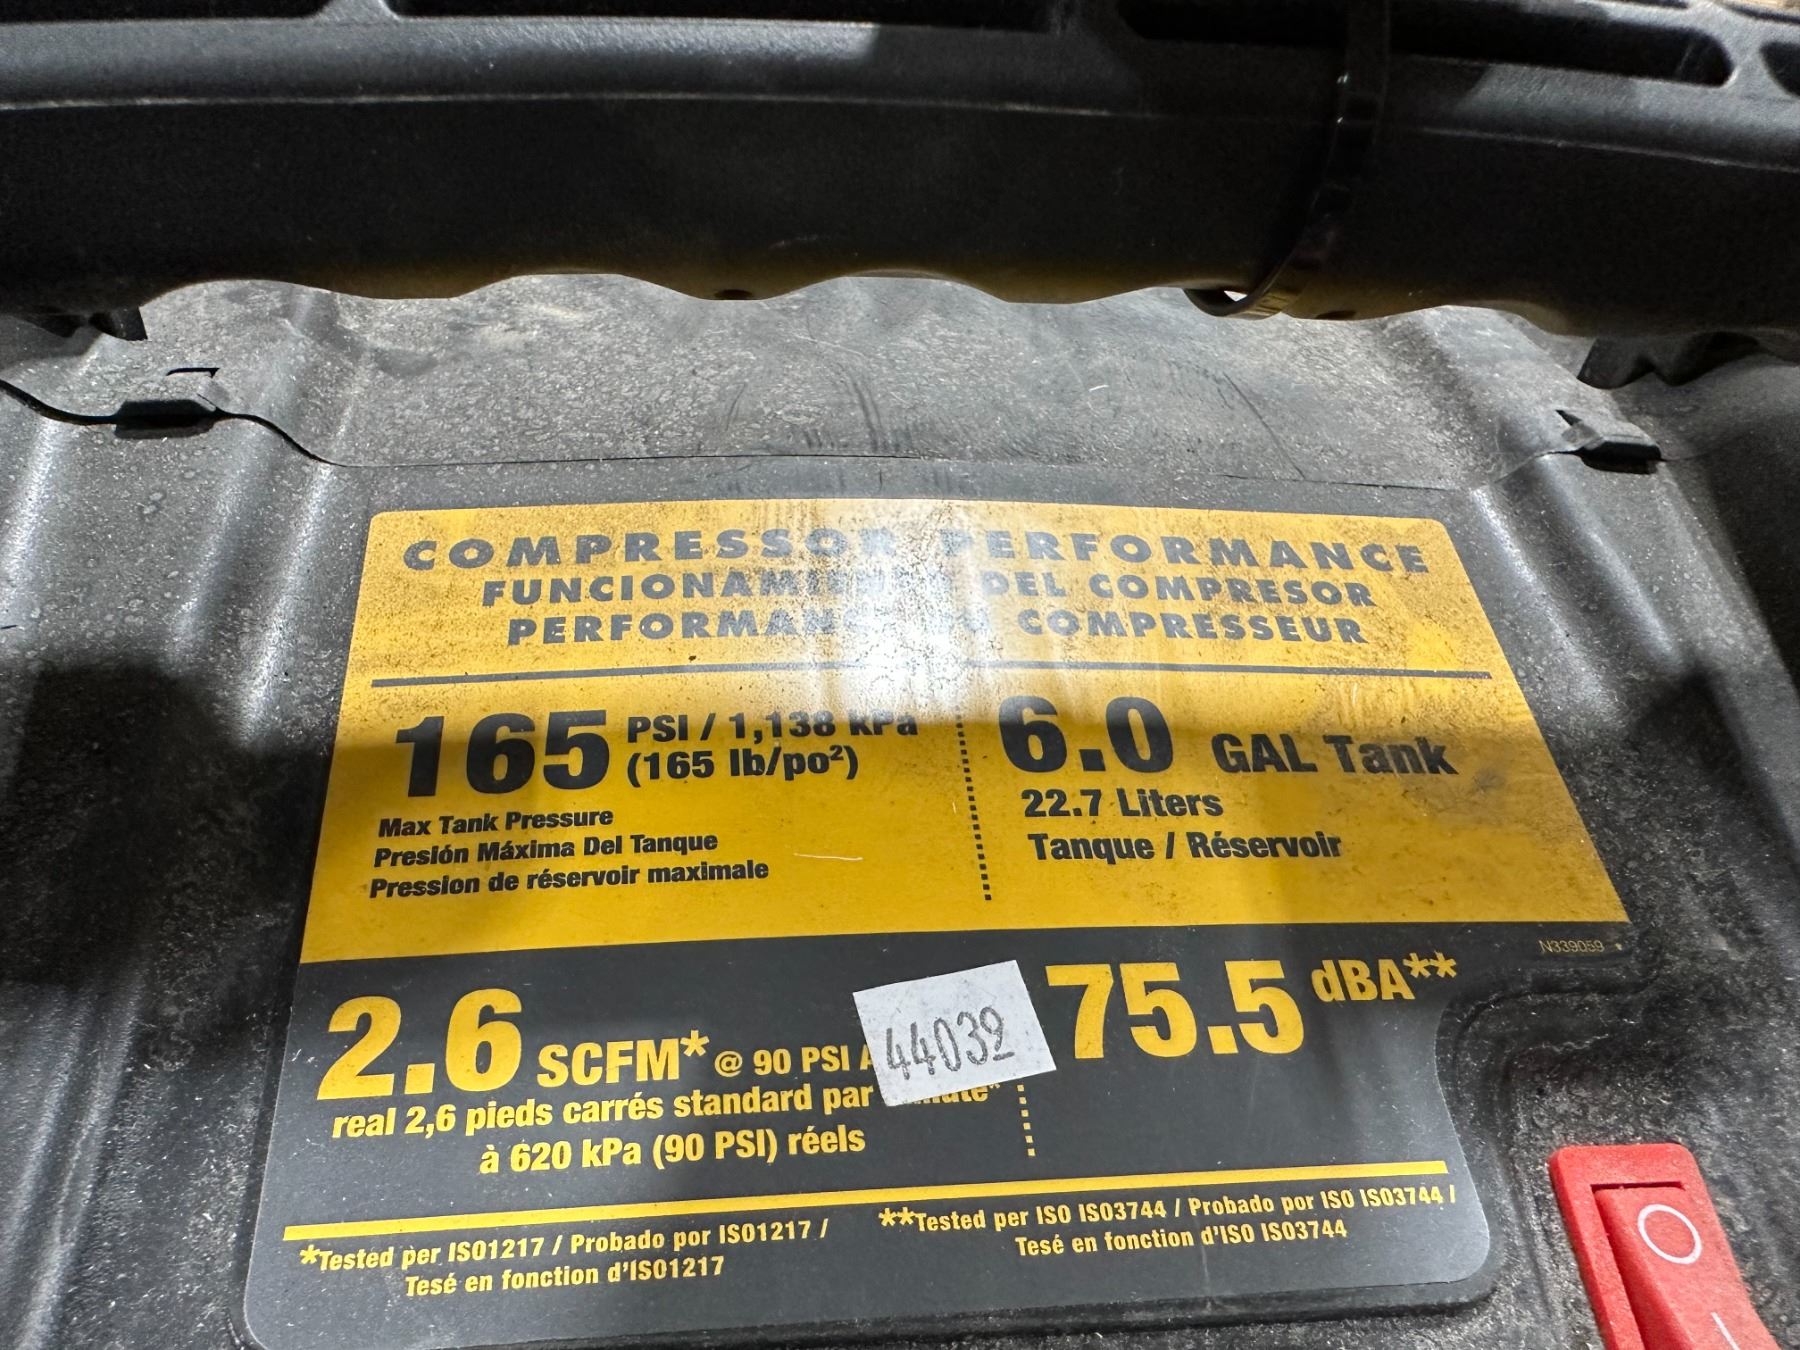 COMPRESSOR PERFORMANCE
FUNCIONAMIENTO DEL COMPRESOR
PERFORMANCE DU COMPRESSEUR
165 PSI / 1,138 kPa
(165 lb/po²)
Max Tank Pressure
Presión Máxima Del Tanque
Pression de réservoir maximale
6.0 GAL Tank
22.7 Liters
Tanque / Réservoir
N339059
2.6 SCFM* @ 90 PSI
real 2,6 pieds carrés standard par
à 620 kPa (90 PSI) réels
44039
75.5 dBA**
*Tested per ISO1217 / Probado por ISO1217 /
Tesé en fonction d'ISO1217
**Tested per ISO ISO3744 / Probado por ISO ISO3744 /
Tesé en fonction d'ISO ISO3744